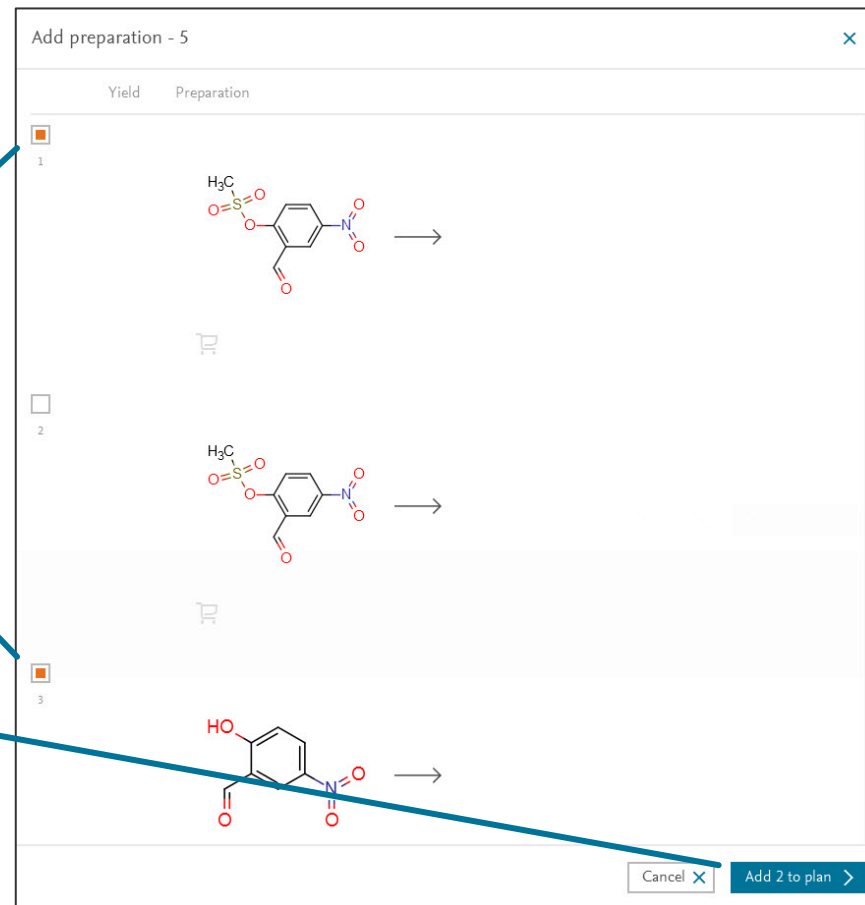 Add preparation - 5
Yield Preparation
1
H₃C
O S O
O N O
O
O
2
H₃C
O S O
O N O
O
O
3
HO
N O
O O
Cancel
Add 2 to plan